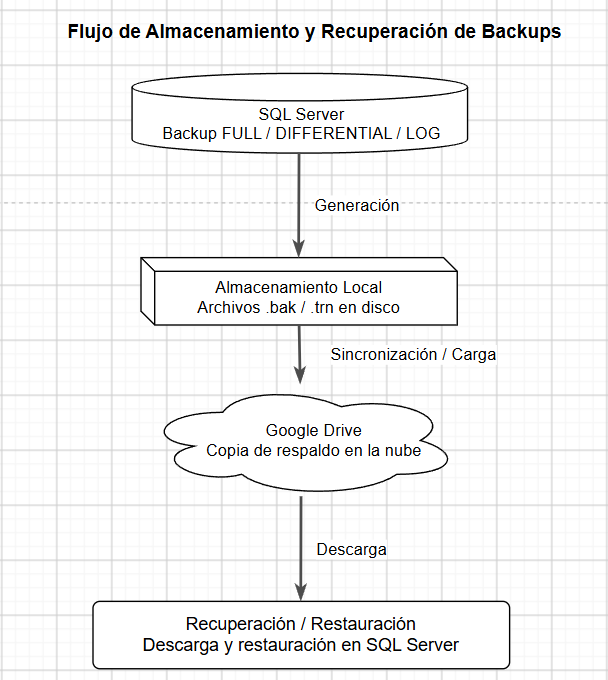 Flujo de Almacenamiento y Recuperación de Backups
SQL Server
Backup FULL / DIFFERENTIAL / LOG
Generación
Almacenamiento Local
Archivos .bak / .trn en disco
Sincronización / Carga
Google Drive
Copia de respaldo en la nube
Descarga
Recuperación / Restauración
Descarga y restauración en SQL Server